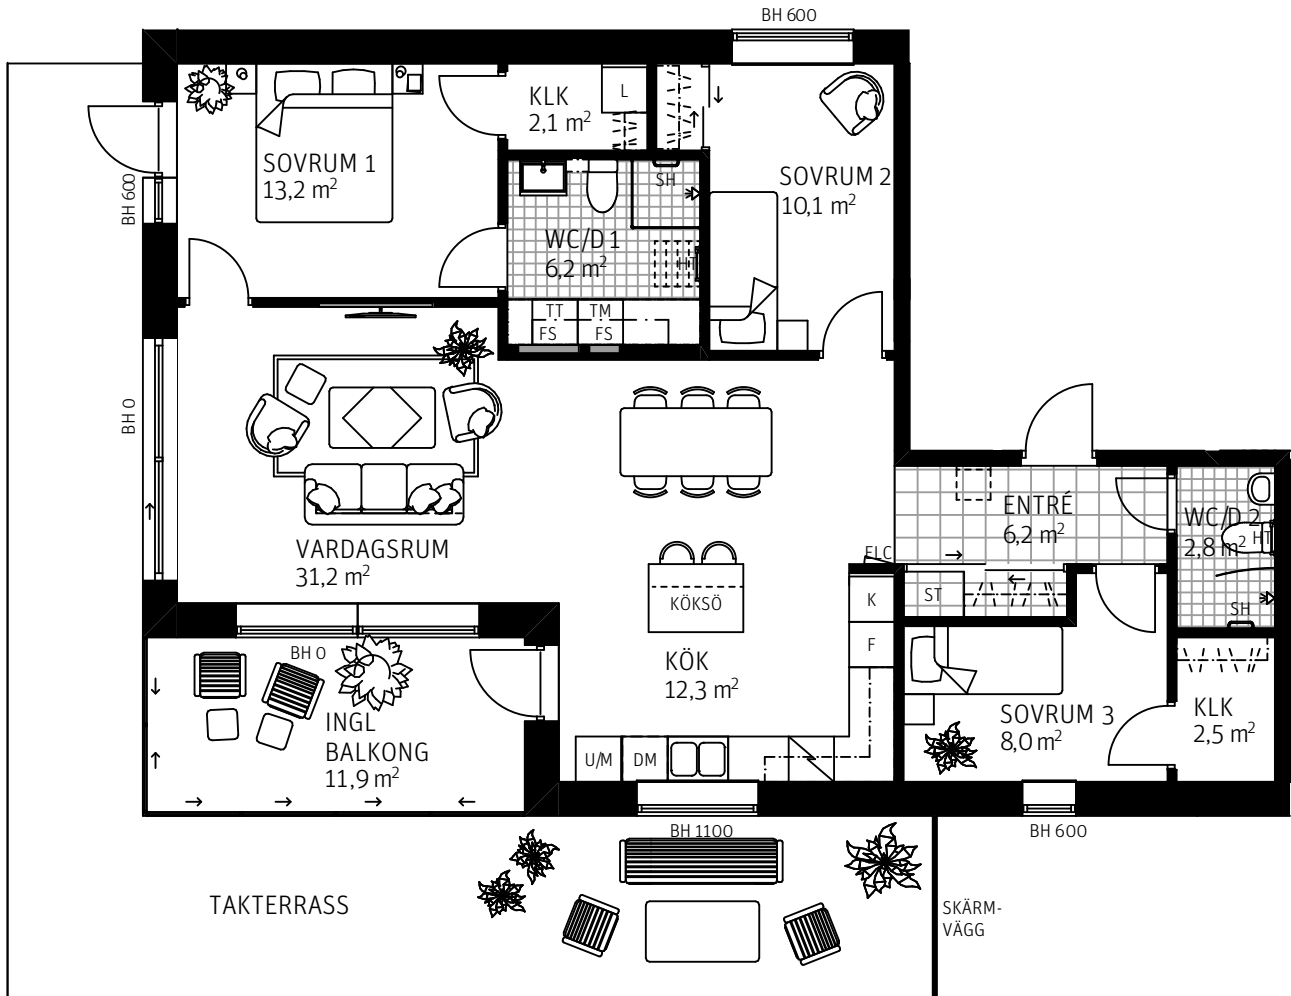 BH 600
KLK
2,1 m²
L
SOVRUM 1
13,2 m²
SH
SOVRUM 2
10,1 m²
BH 600
WC/D 1
6,2 m²
HT
TT
TM
FS
FS
BH 0
ENTRÉ
6,2 m²
WC/D 2
2,8 m²
HT
VARDAGSRUM
31,2 m²
ELC
KÖKSÖ
K
ST
SH
F
BH 0
KÖK
12,3 m²
INGL
BALKONG
11,9 m²
SOVRUM 3
8,0 m²
KLK
2,5 m²
U/M
DM
BH 1100
BH 600
TAKTERRASS
SKÄRM-
VÄGG